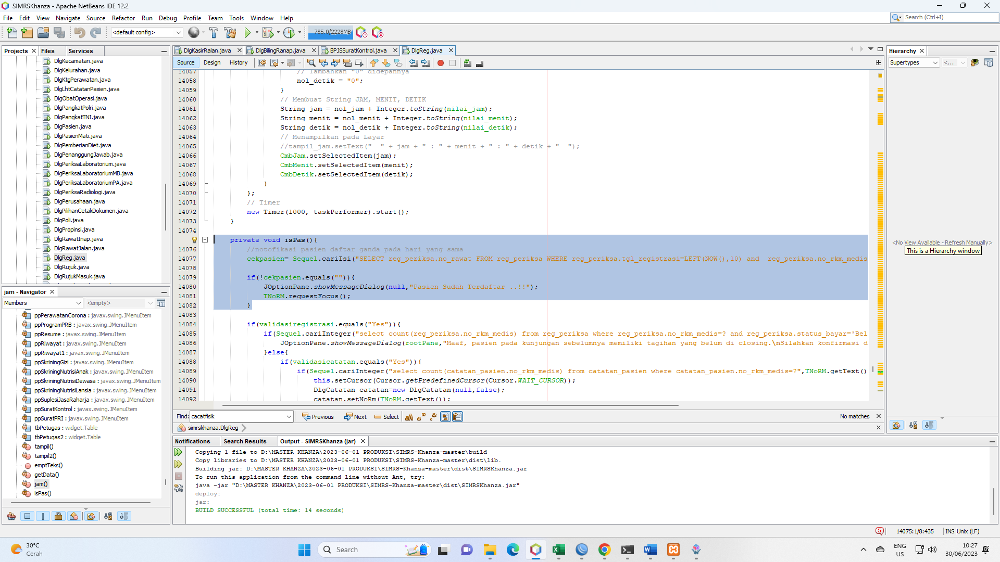 SIMRSKhanza - Apache NetBeans IDE 12.2
File Edit View Navigate Source Refactor Run Debug Profile Team Tools Window Help
Search (Ctrl+I)
<default config>
785.0/2228MB
Projects Files Services
DlgKecamatan.java
DlgKelurahan.java
DlgKtgPerawatan.java
DlgLhtCatatanPasien.java
DlgObatOperasi.java
DlgPangkatPolri.java
DlgPangkatTNI.java
DlgPasien.java
DlgPasienMati.java
DlgPemberianDiet.java
DlgPenanggungJawab.java
DlgPeriksaLaboratorium.java
DlgPeriksaLaboratoriumMB.java
DlgPeriksaLaboratoriumPA.java
DlgPeriksaRadiologi.java
DlgPerusahaan.java
DlgPilihanCetakDokumen.java
DlgPoli.java
DlgPropinsi.java
DlgRawatInap.java
DlgRawatJalan.java
DlgReg.java
DlgRujuk.java
DlgRujukMasuk.java
jam - Navigator
Members <empty>
ppPerawatanCorona : javax.swing.JMenuItem
ppProgramPRB : javax.swing.JMenuItem
ppResume : javax.swing.JMenuItem
ppRiwayat : javax.swing.JMenuItem
ppRiwayat1 : javax.swing.JMenuItem
ppSkriningGizi : javax.swing.JMenuItem
ppSkriningNutrisiAnak : javax.swing.JMenuItem
ppSkriningNutrisiDewasa : javax.swing.JMenuItem
ppSkriningNutrisiLansia : javax.swing.JMenuItem
ppSuplesiJasaRaharja : javax.swing.JMenuItem
ppSuratKontrol : javax.swing.JMenuItem
ppSuratPRI : javax.swing.JMenuItem
tbPetugas : widget.Table
tbPetugas2 : widget.Table
tampil()
tampil2()
emptTeks()
getData()
jam()
isPas()
DlgKasirRalan.java DlgBilingRanap.java BPJSSuratKontrol.java DlgReg.java
Source Design History
14057 // Tambahkan "0" didepannya
14058 nol_detik = "0";
14059 }
14060 // Membuat String JAM, MENIT, DETIK
14061 String jam = nol_jam + Integer.toString(nilai_jam);
14062 String menit = nol_menit + Integer.toString(nilai_menit);
14063 String detik = nol_detik + Integer.toString(nilai_detik);
14064 // Menampilkan pada Layar
14065 //tampil_jam.setText("  " + jam + " : " + menit + " : " + detik + "  ");
14066 CmbJam.setSelectedItem(jam);
14067 CmbMenit.setSelectedItem(menit);
14068 CmbDetik.setSelectedItem(detik);
14069 }
14070 };
14071 // Timer
14072 new Timer(1000, taskPerformer).start();
14073 }
14074
private void isPas(){
14076 //notofikasi pasien daftar ganda pada hari yang sama
14077 cekpasien= Sequel.cariIsi("SELECT reg_periksa.no_rawat FROM reg_periksa WHERE reg_periksa.tgl_registrasi=LEFT(NOW(),10) and  reg_periksa.no_rkm_medis
14078
14079 if(!cekpasien.equals("")){
14080 JOptionPane.showMessageDialog(null,"Pasien Sudah Terdaftar ..!!");
14081 TNoRM.requestFocus();
14082 }
14083
14084 if(validasiregistrasi.equals("Yes")){
14085 if(Sequel.cariInteger("select count(reg_periksa.no_rkm_medis) from reg_periksa where reg_periksa.no_rkm_medis=? and reg_periksa.status_bayar='Bel
14086 JOptionPane.showMessageDialog(rootPane,"Maaf, pasien pada kunjungan sebelumnya memiliki tagihan yang belum di closing.\nSilahkan konfirmasi d
14087 }else{
14088 if(validasicatatan.equals("Yes")){
14089 if(Sequel.cariInteger("select count(catatan_pasien.no_rkm_medis) from catatan_pasien where catatan_pasien.no_rkm_medis=?",TNoRM.getText()
14090 this.setCursor(Cursor.getPredefinedCursor(Cursor.WAIT_CURSOR));
14091 DlgCatatan catatan=new DlgCatatan(null,false);
14092 catatan.setNoRm(TNoRM.getText());
Find: cacatfisik Previous Next Select No matches
simrskhanza.DlgReg
Notifications Search Results Output - SIMRSKhanza (jar)
Copying 1 file to D:\MASTER KHANZA\2023-06-01 PRODUKSI\SIMRS-Khanza-master\build
Copy libraries to D:\MASTER KHANZA\2023-06-01 PRODUKSI\SIMRS-Khanza-master\dist\lib.
Building jar: D:\MASTER KHANZA\2023-06-01 PRODUKSI\SIMRS-Khanza-master\dist\SIMRSKhanza.jar
To run this application from the command line without Ant, try:
java -jar "D:\MASTER KHANZA\2023-06-01 PRODUKSI\SIMRS-Khanza-master\dist\SIMRSKhanza.jar"
deploy:
jar:
BUILD SUCCESSFUL (total time: 14 seconds)
Hierarchy
Supertypes <...
<No View Available - Refresh Manually>
This is a Hierarchy window
5 14075:1/8:435 INS Unix (LF)
30°C
Cerah
Search
ENG
US
10:27
30/06/2023